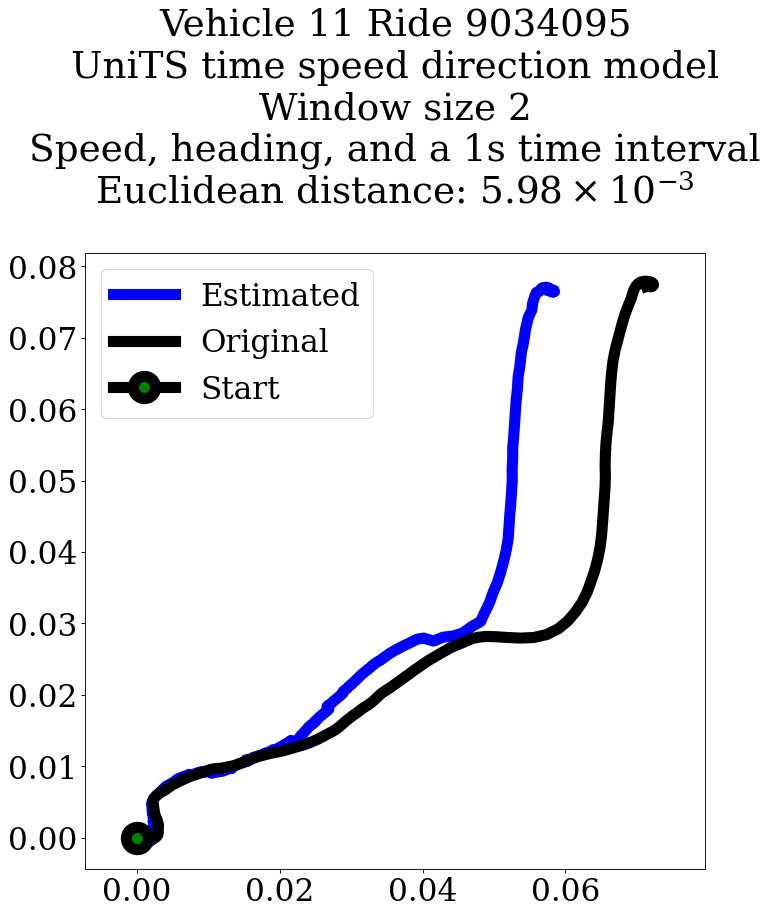 Vehicle 11 Ride 9034095
UniTS time speed direction model
Window size 2
Speed, heading, and a 1s time interval
Euclidean distance: 5.98 × 10⁻³
0.08
Estimated
0.07
Original
Start
0.06
0.05
0.04
0.03
0.02
0.01
0.00
0.00 0.02 0.04 0.06